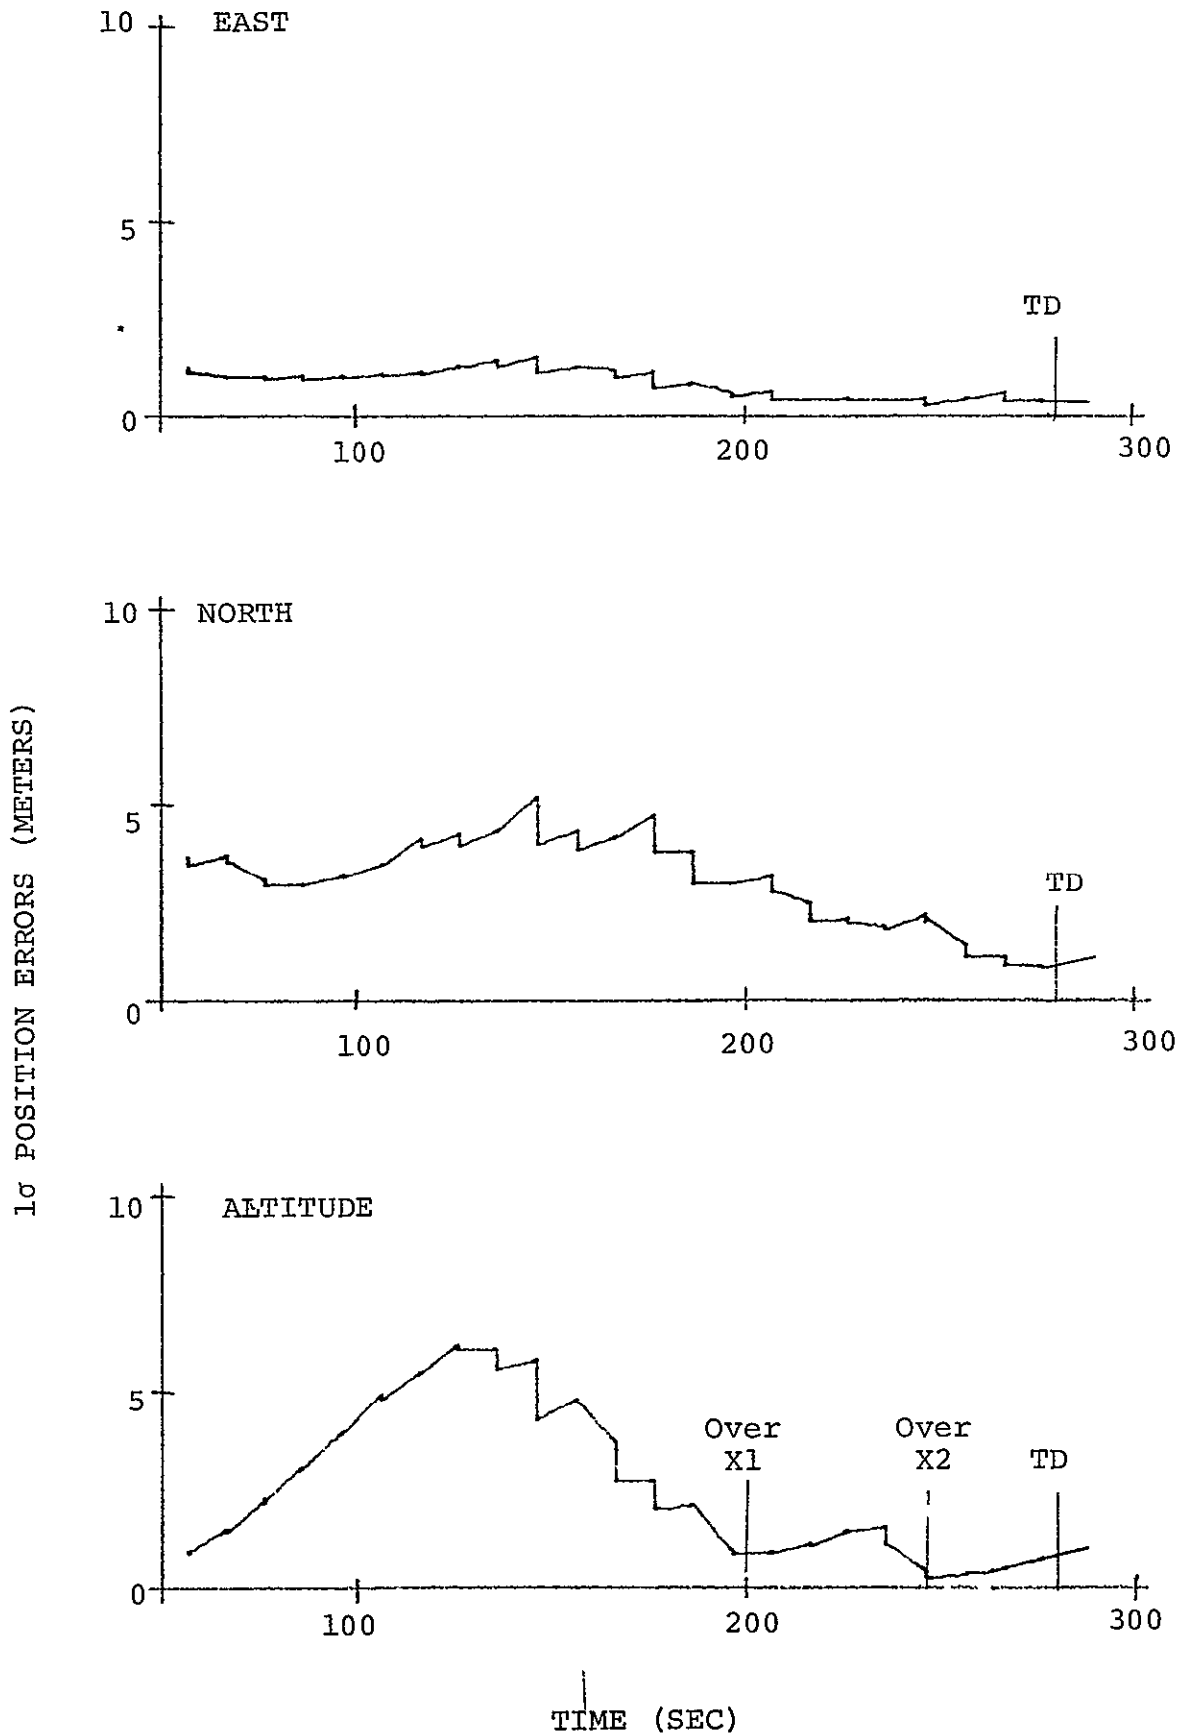 10 EAST
5
TD
0
100 200 300
10 NORTH
5
TD
0
100 200 300
1σ POSITION ERRORS (METERS)
10 ALTITUDE
5
Over X1
Over X2
TD
0
100 200 300
TIME (SEC)